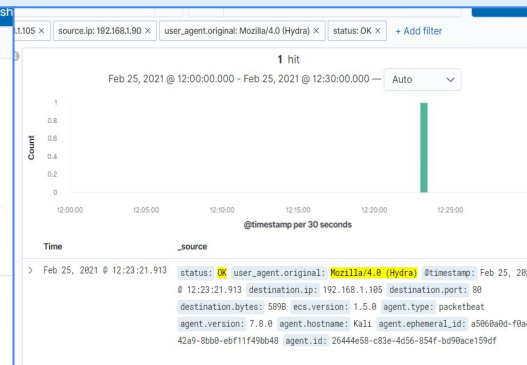 sh
.1.105 × source.ip: 192.168.1.90 × user_agent.original: Mozilla/4.0 (Hydra) × status: OK × + Add filter
1 hit
Feb 25, 2021 @ 12:00:00.000 - Feb 25, 2021 @ 12:30:00.000 — Auto
Count
1
0.8
0.6
0.4
0.2
0
12:00:00 12:05:00 12:10:00 12:15:00 12:20:00 12:25:00
@timestamp per 30 seconds
Time _source
> Feb 25, 2021 @ 12:23:21.913 status: OK user_agent.original: Mozilla/4.0 (Hydra) @timestamp: Feb 25, 202
@ 12:23:21.913 destination.ip: 192.168.1.105 destination.port: 80
destination.bytes: 589B ecs.version: 1.5.0 agent.type: packetbeat
agent.version: 7.8.0 agent.hostname: Kali agent.ephemeral_id: a5060a0d-f0a
42a9-8bb0-ebf11f49bb48 agent.id: 26444e58-c83e-4d56-854f-bd90ace159df